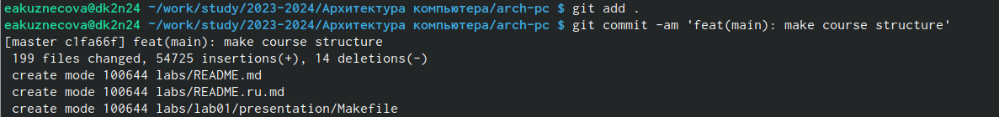 eakuznecova@dk2n24 ~/work/study/2023-2024/Архитектура компьютера/arch-pc $ git add .
eakuznecova@dk2n24 ~/work/study/2023-2024/Архитектура компьютера/arch-pc $ git commit -am 'feat(main): make course structure'
[master c1fa66f] feat(main): make course structure
 199 files changed, 54725 insertions(+), 14 deletions(-)
 create mode 100644 labs/README.md
 create mode 100644 labs/README.ru.md
 create mode 100644 labs/lab01/presentation/Makefile